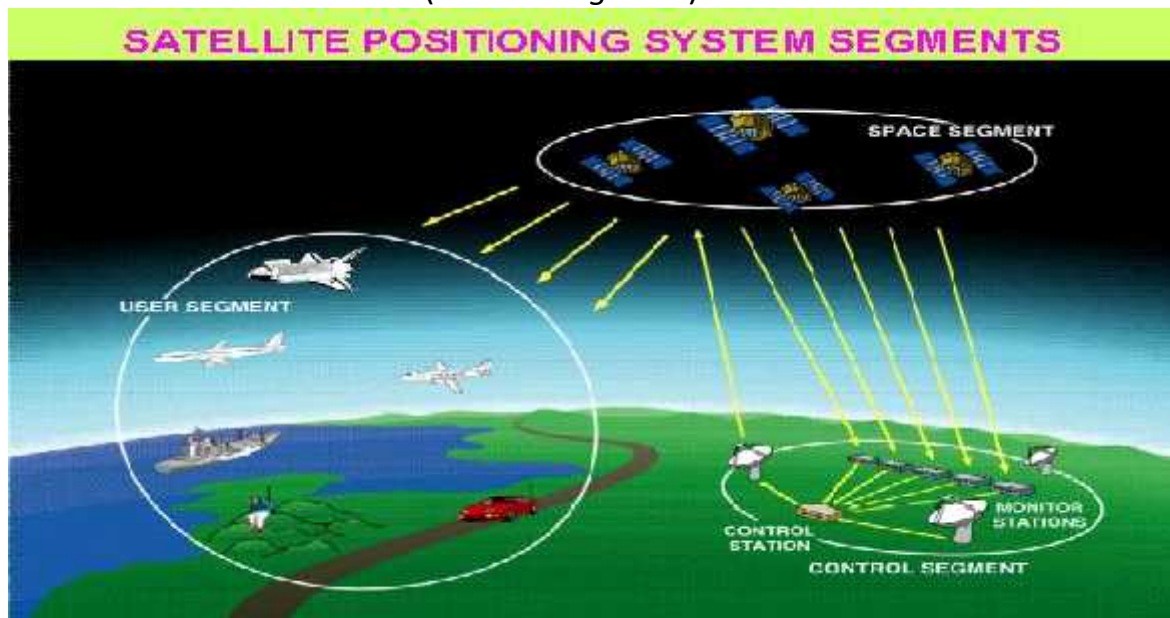 SATELLITE POSITIONING SYSTEM SEGMENTS
SPACE SEGMENT
USER SEGMENT
MONITOR
STATIONS
CONTROL
STATION
CONTROL SEGMENT